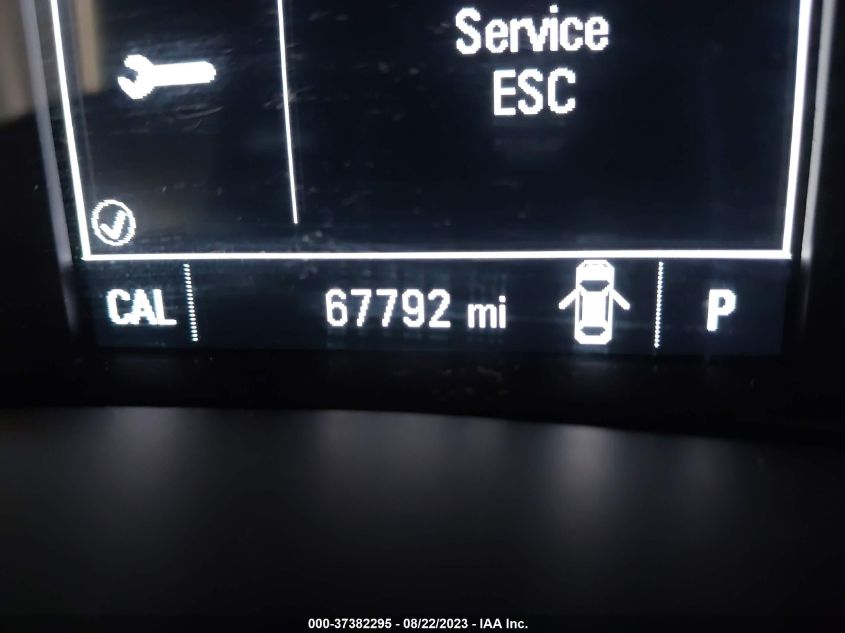 Service
ESC
CAL 67792 mi P
000-37382295 - 08/22/2023 - IAA Inc.